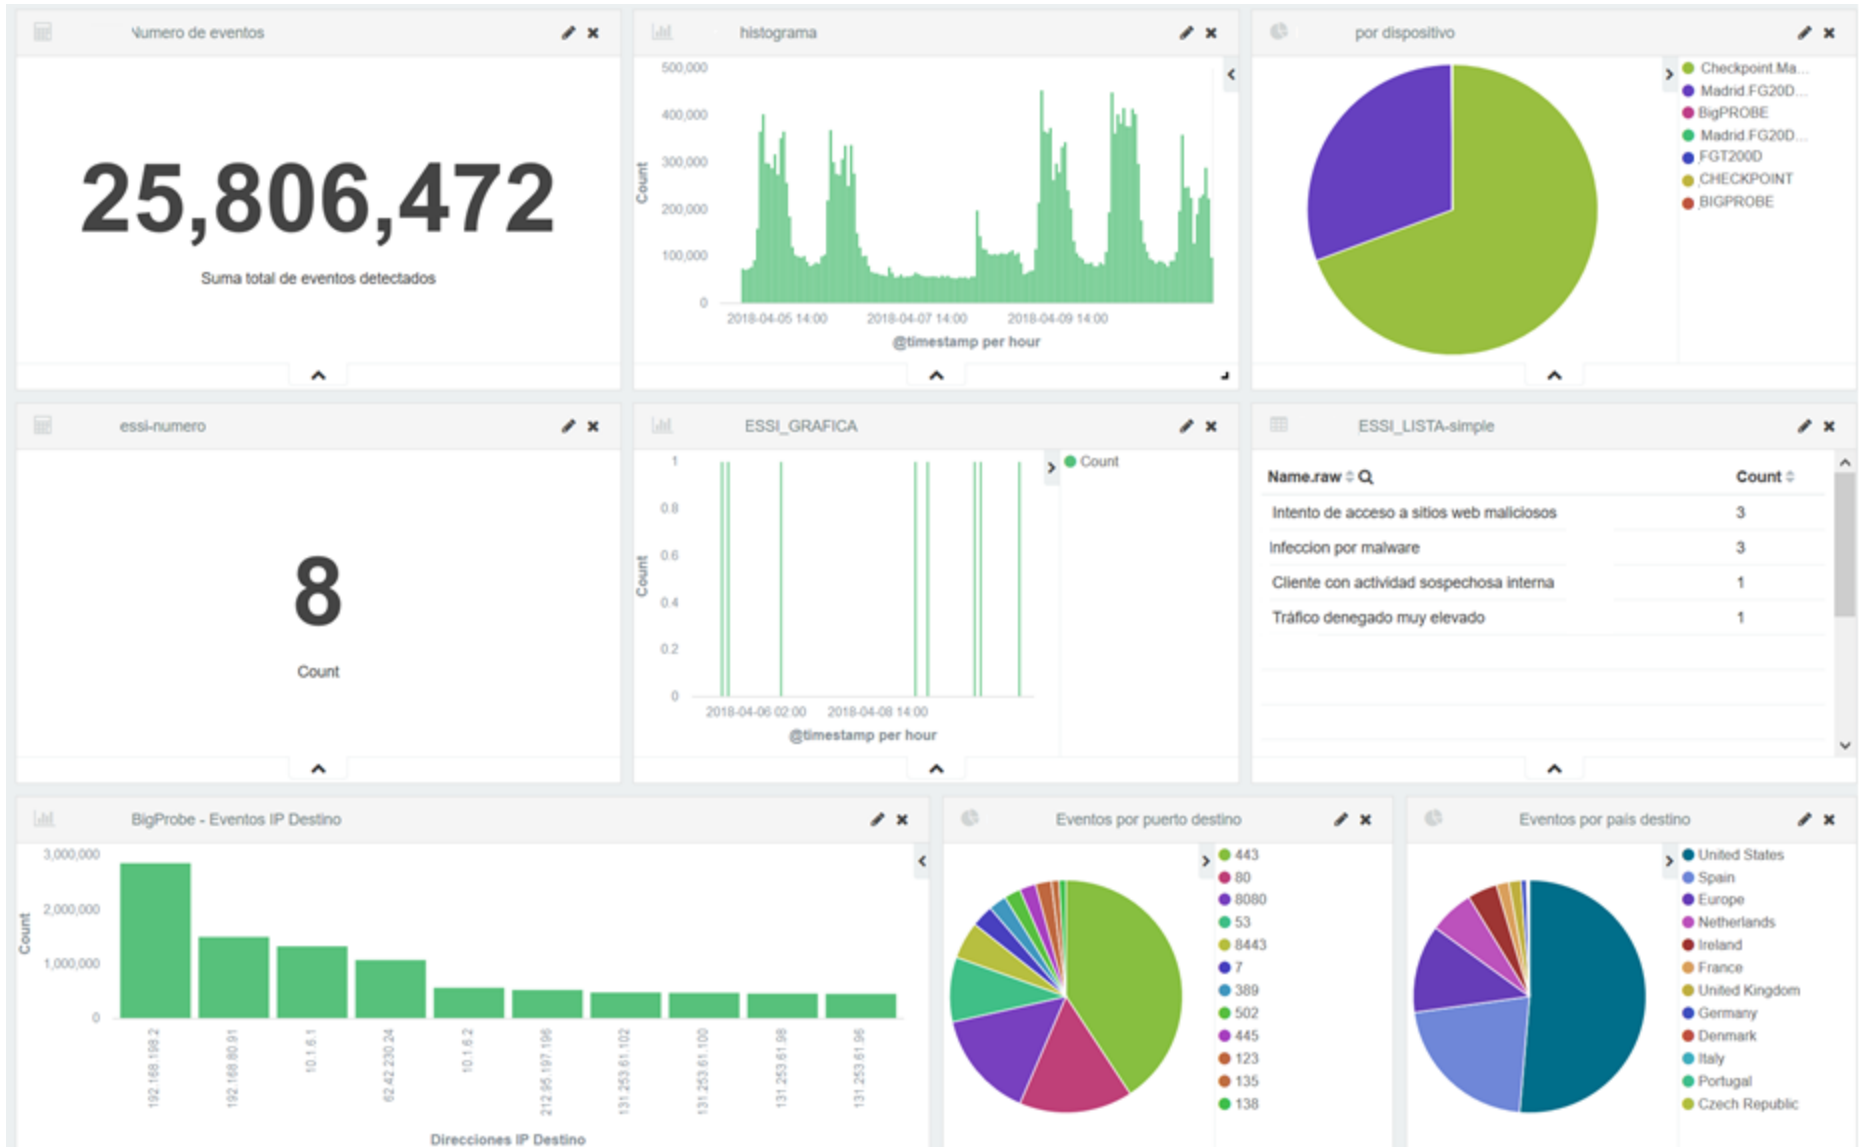 Numero de eventos
25,806,472
Suma total de eventos detectados
histograma
500,000
400,000
300,000
200,000
100,000
0
Count
2018-04-05 14:00 2018-04-07 14:00 2018-04-09 14:00
@timestamp per hour
por dispositivo
Checkpoint.Ma...
Madrid.FG20D...
BigPROBE
Madrid.FG20D...
FGT200D
CHECKPOINT
BIGPROBE
essi-numero
8
Count
ESSI_GRAFICA
1
0.8
0.6
0.4
0.2
0
Count
2018-04-06 02:00 2018-04-08 14:00
@timestamp per hour
Count
ESSI_LISTA-simple
Name.raw Count
Intento de acceso a sitios web maliciosos 3
Infeccion por malware 3
Cliente con actividad sospechosa interna 1
Tráfico denegado muy elevado 1
BigProbe - Eventos IP Destino
3,000,000
2,000,000
1,000,000
0
Count
192.168.198.2
192.168.80.91
10.1.6.1
62.42.230.24
10.1.6.2
212.95.197.196
131.253.61.102
131.253.61.100
131.253.61.98
131.253.61.96
Direcciones IP Destino
Eventos por puerto destino
443
80
8080
53
8443
7
389
502
445
123
135
138
Eventos por país destino
United States
Spain
Europe
Netherlands
Ireland
France
United Kingdom
Germany
Denmark
Italy
Portugal
Czech Republic